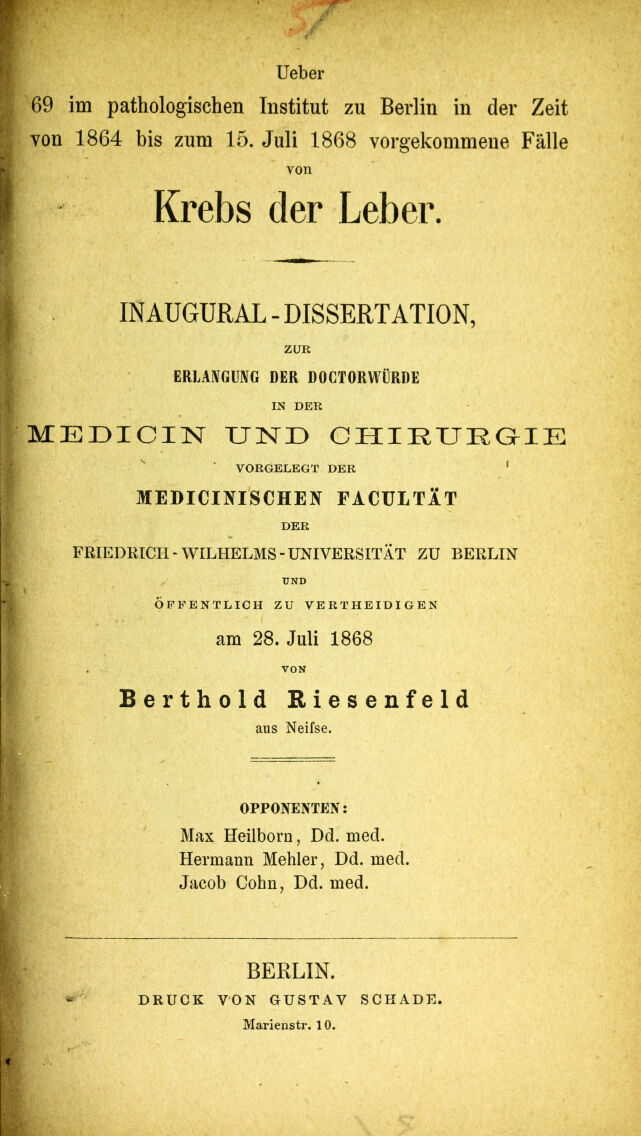 57
Ueber
69 im pathologischen Institut zu Berlin in der Zeit
von 1864 bis zum 15. Juli 1868 vorgekommene Fälle
von
Krebs der Leber.
INAUGURAL-DISSERTATION,
ZUR
ERLANGUNG DER DOCTORWÜRDE
IN DER
MEDICIN UND CHIRURGIE
VORGELEGT DER
MEDICINISCHEN FACULTÄT
DER
FRIEDRICH-WILHELMS-UNIVERSITÄT ZU BERLIN
UND
ÖFFENTLICH ZU VERTHEIDIGEN
am 28. Juli 1868
VON
Berthold Riesenfeld
aus Neifse.
OPPONENTEN:
Max Heilborn, Dd. med.
Hermann Mehler, Dd. med.
Jacob Cohn, Dd. med.
BERLIN.
DRUCK VON GUSTAV SCHADE.
Marienstr. 10.